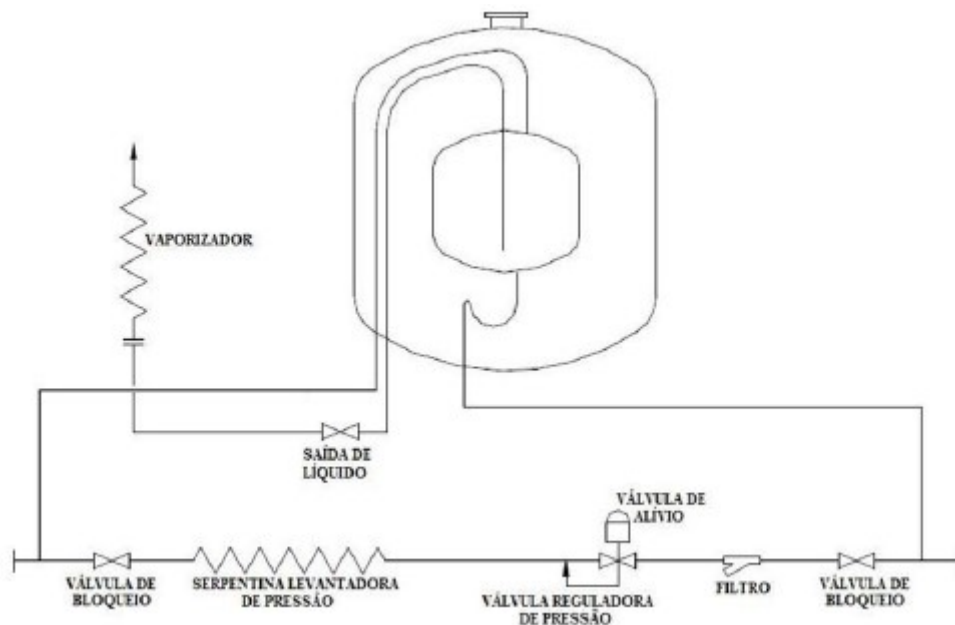 VAPORIZADOR
SAÍDA DE
LÍQUIDO
VÁLVULA DE
ALÍVIO
VÁLVULA DE
BLOQUEIO
SERPENTINA LEVANTADORA
DE PRESSÃO
VÁLVULA REGULADORA
DE PRESSÃO
FILTRO
VÁLVULA DE
BLOQUEIO